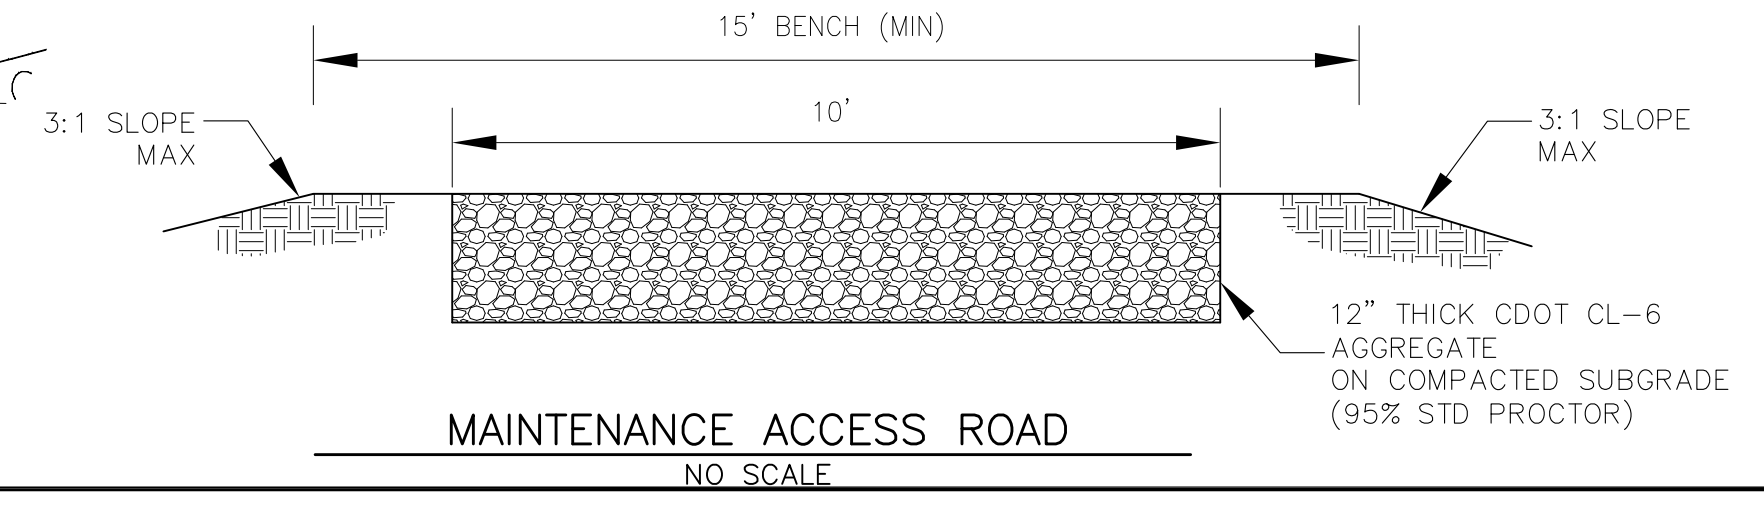 15' BENCH (MIN)
10'
3:1 SLOPE
MAX
3:1 SLOPE
MAX
12" THICK CDOT CL-6
AGGREGATE
ON COMPACTED SUBGRADE
(95% STD PROCTOR)
MAINTENANCE ACCESS ROAD
NO SCALE